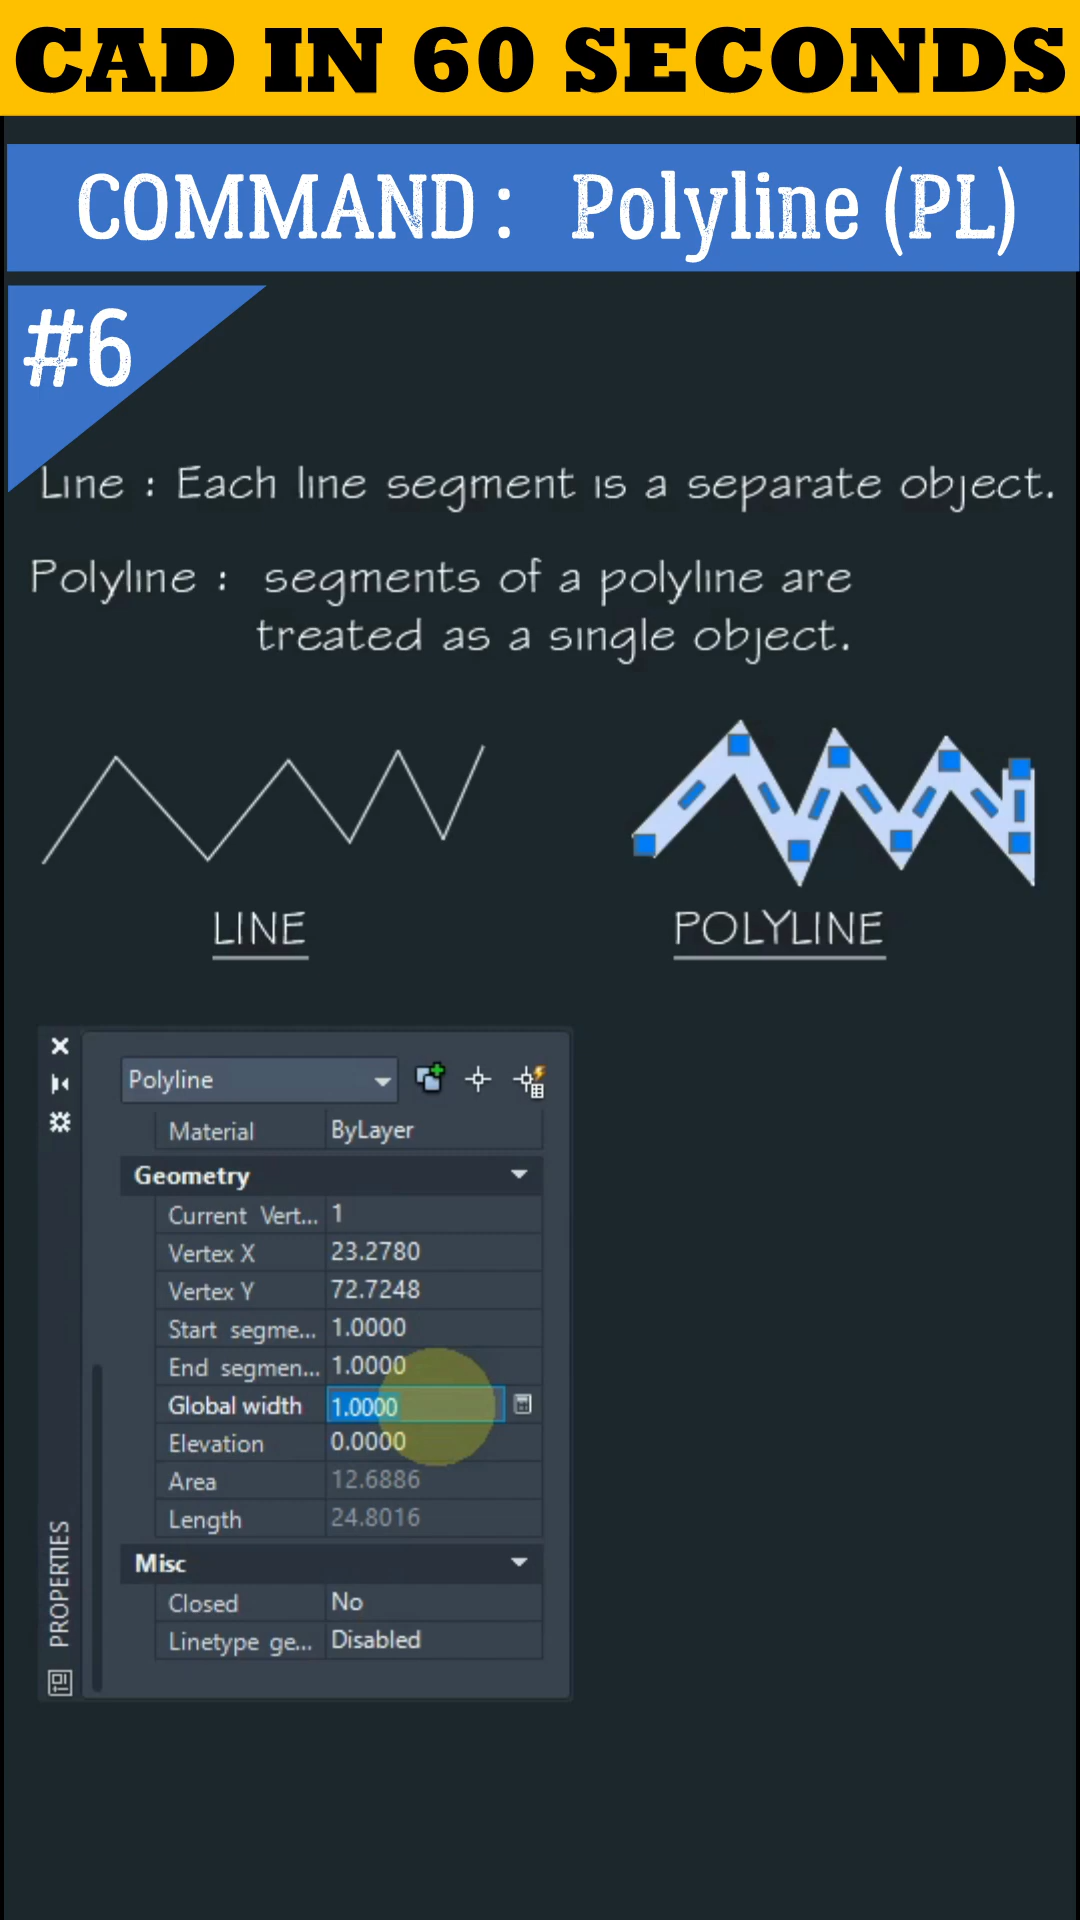 CAD IN 60 SECONDS
COMMAND : Polyline (PL)
#6
Line : Each line segment is a separate object.
Polyline : segments of a polyline are
treated as a single object.
LINE
POLYLINE
Polyline
Material ByLayer
Geometry
Current Vert... 1
Vertex X 23.2780
Vertex Y 72.7248
Start segme... 1.0000
End segmen... 1.0000
Global width 1.0000
Elevation 0.0000
Area 12.6886
Length 24.8016
Misc
Closed No
Linetype ge... Disabled
PROPERTIES